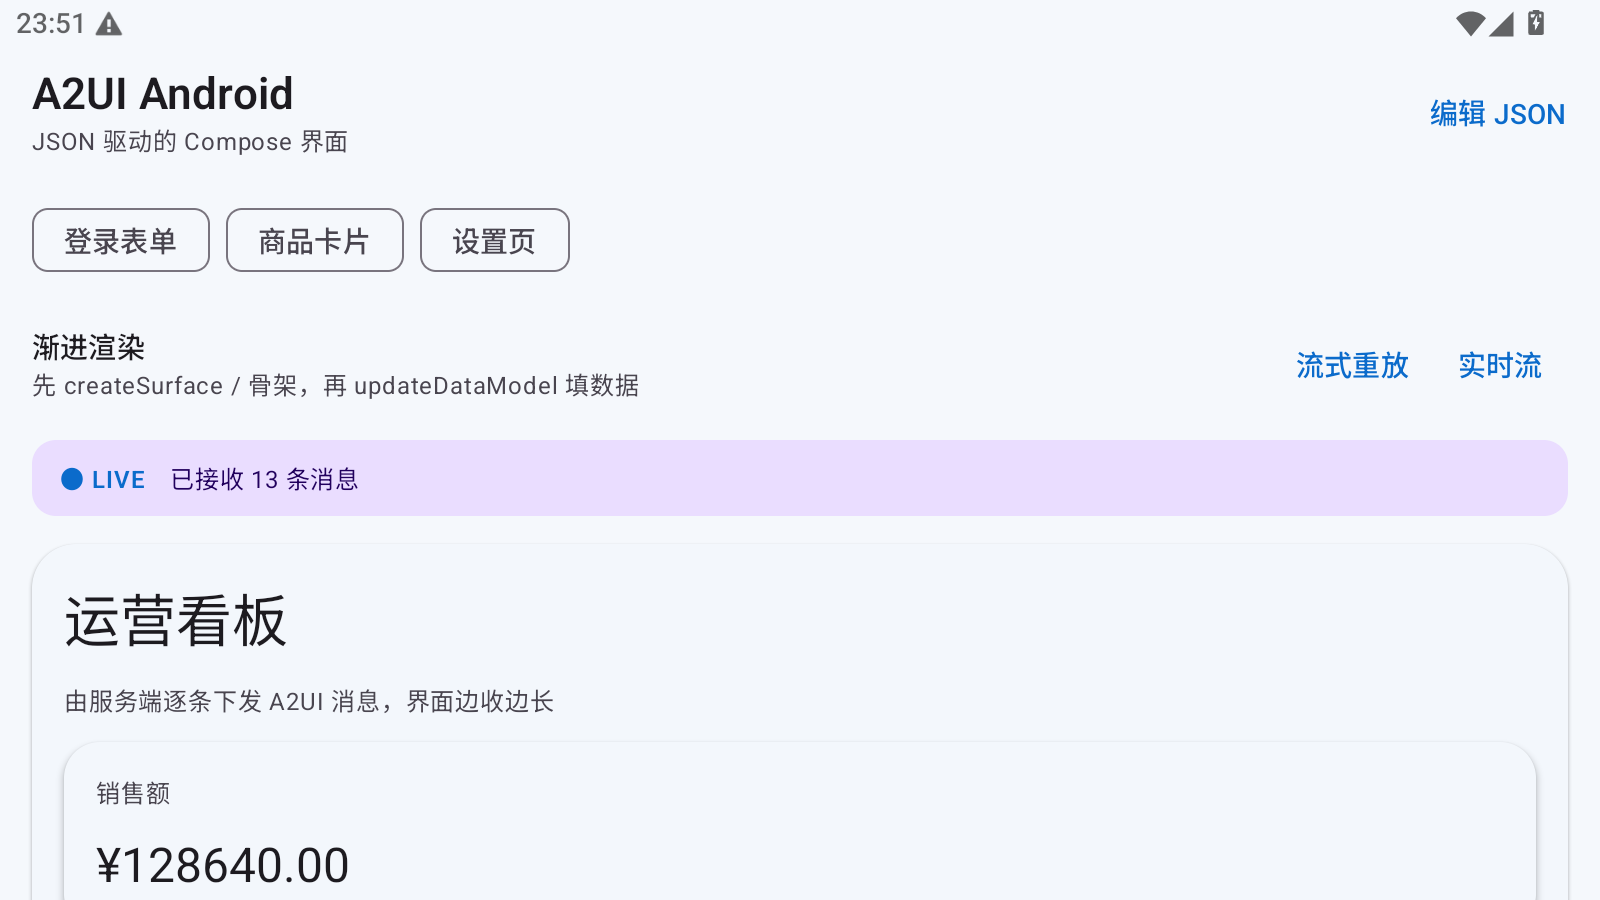 23:51
A2UI Android
JSON 驱动的 Compose 界面
编辑 JSON
登录表单
商品卡片
设置页
渐进渲染
先 createSurface / 骨架，再 updateDataModel 填数据
流式重放
实时流
LIVE 已接收 13 条消息
运营看板
由服务端逐条下发 A2UI 消息，界面边收边长
销售额
¥128640.00